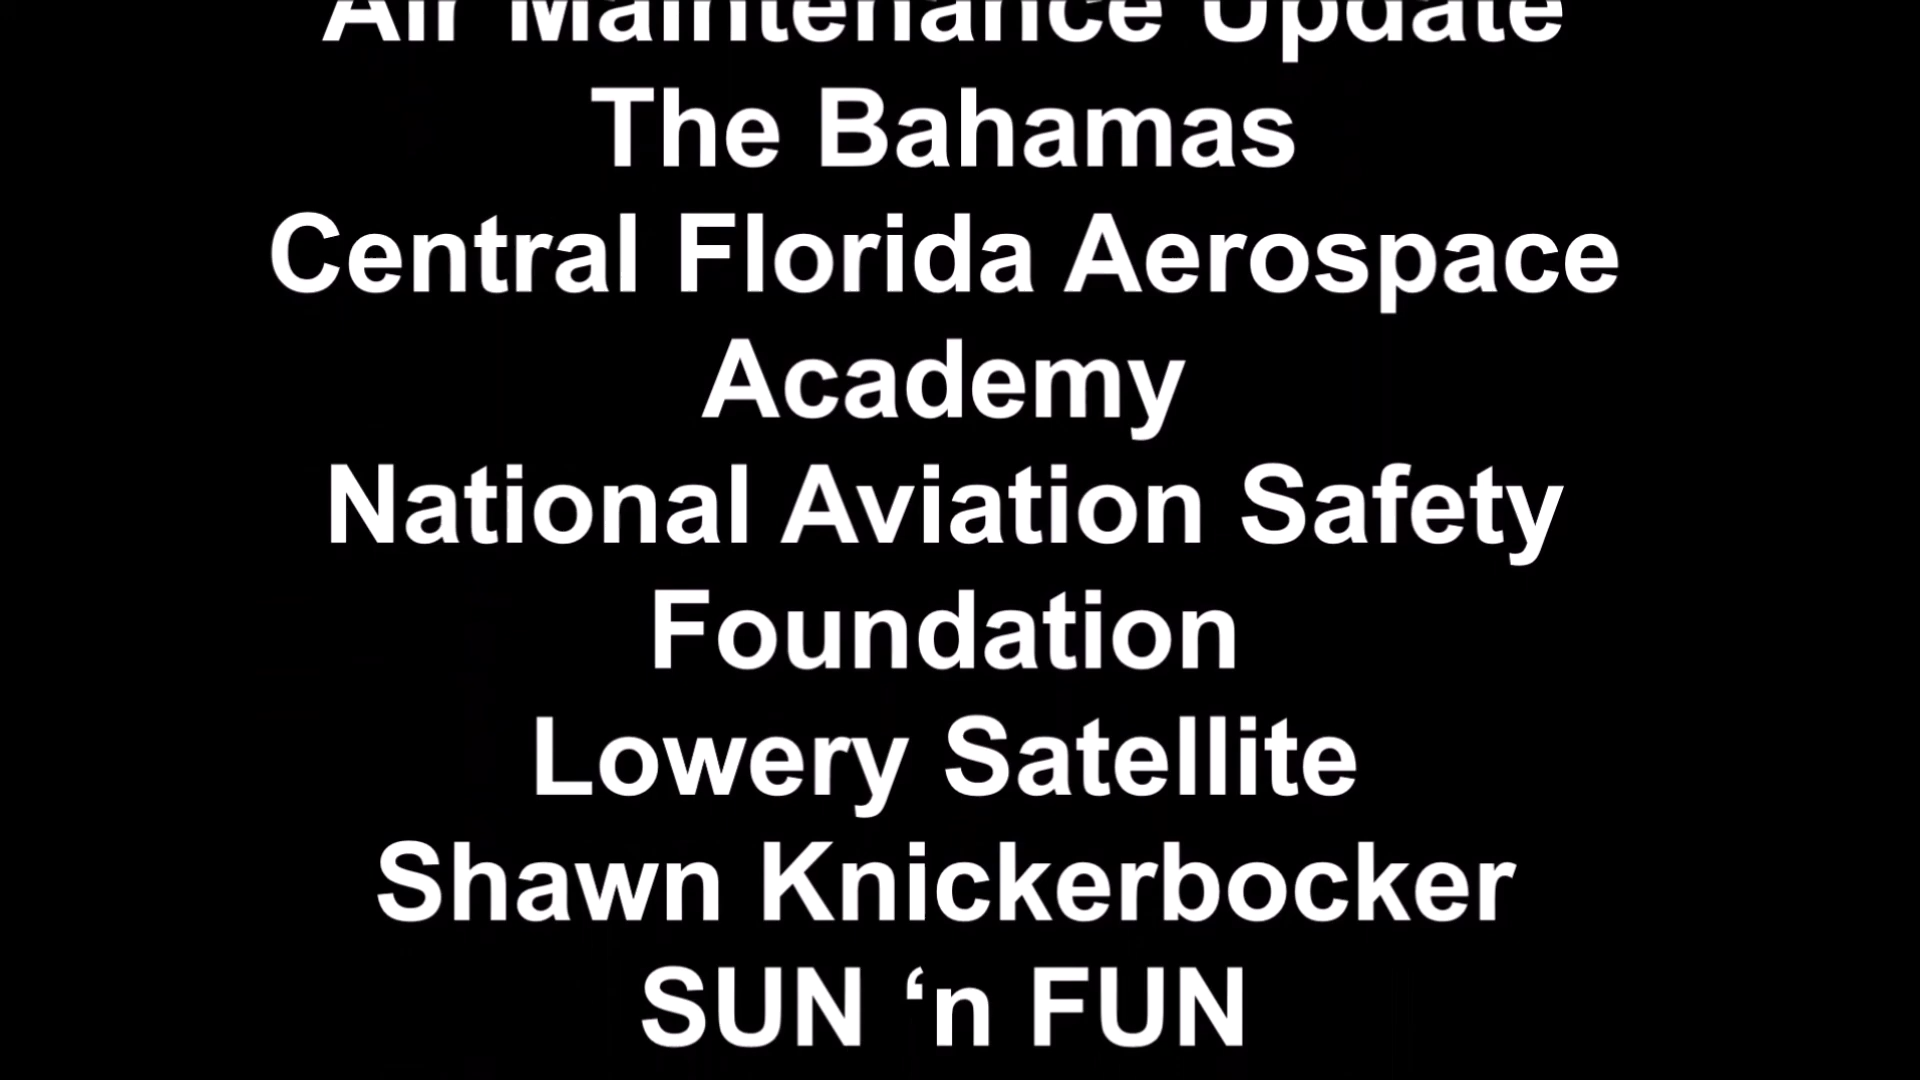 Air Maintenance Update
The Bahamas
Central Florida Aerospace
Academy
National Aviation Safety
Foundation
Lowery Satellite
Shawn Knickerbocker
SUN ‘n FUN